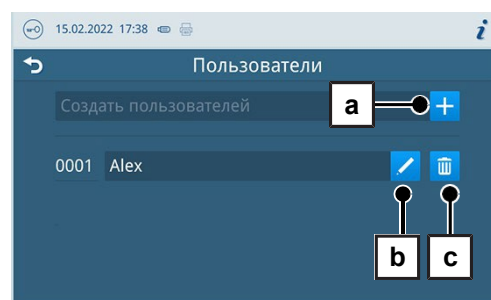 15.02.2022 17:38 i
Пользователи
Создать пользователей a +
0001 Alex
b c